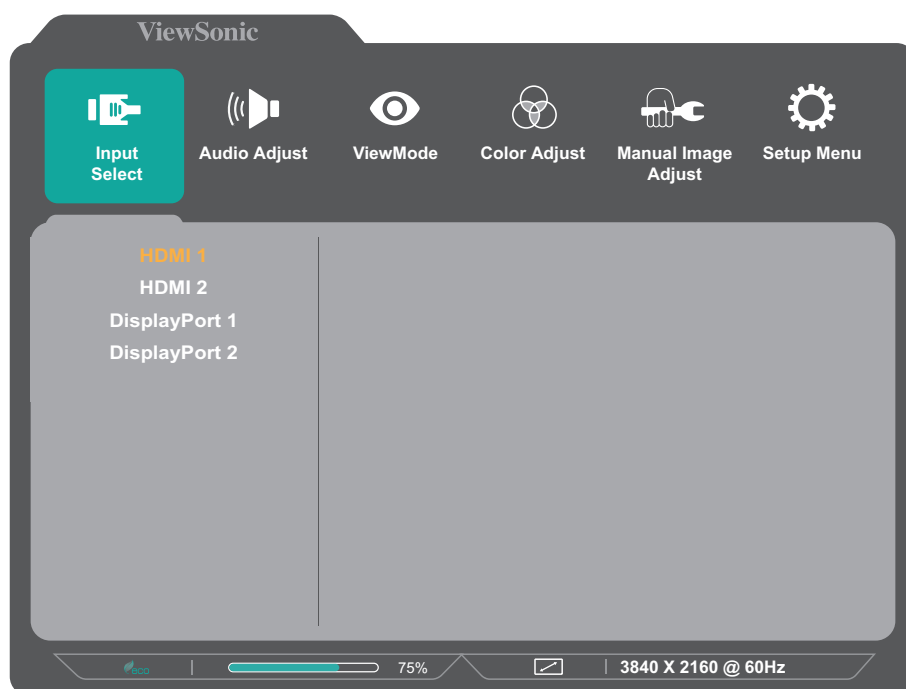 ViewSonic
Input
Select
Audio Adjust
ViewMode
Color Adjust
Manual Image
Adjust
Setup Menu
HDMI 1
HDMI 2
DisplayPort 1
DisplayPort 2
eco
75%
3840 X 2160 @ 60Hz